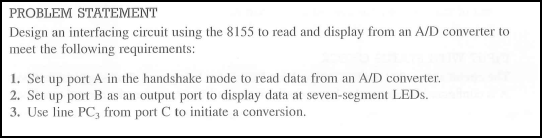 PROBLEM STATEMENT
Design an interfacing circuit using the 8155 to read and display from an A/D converter to
meet the following requirements:
1. Set up port A in the handshake mode to read data from an A/D converter.
2. Set up port B as an output port to display data at seven-segment LEDs.
3. Use line PC₃ from port C to initiate a conversion.